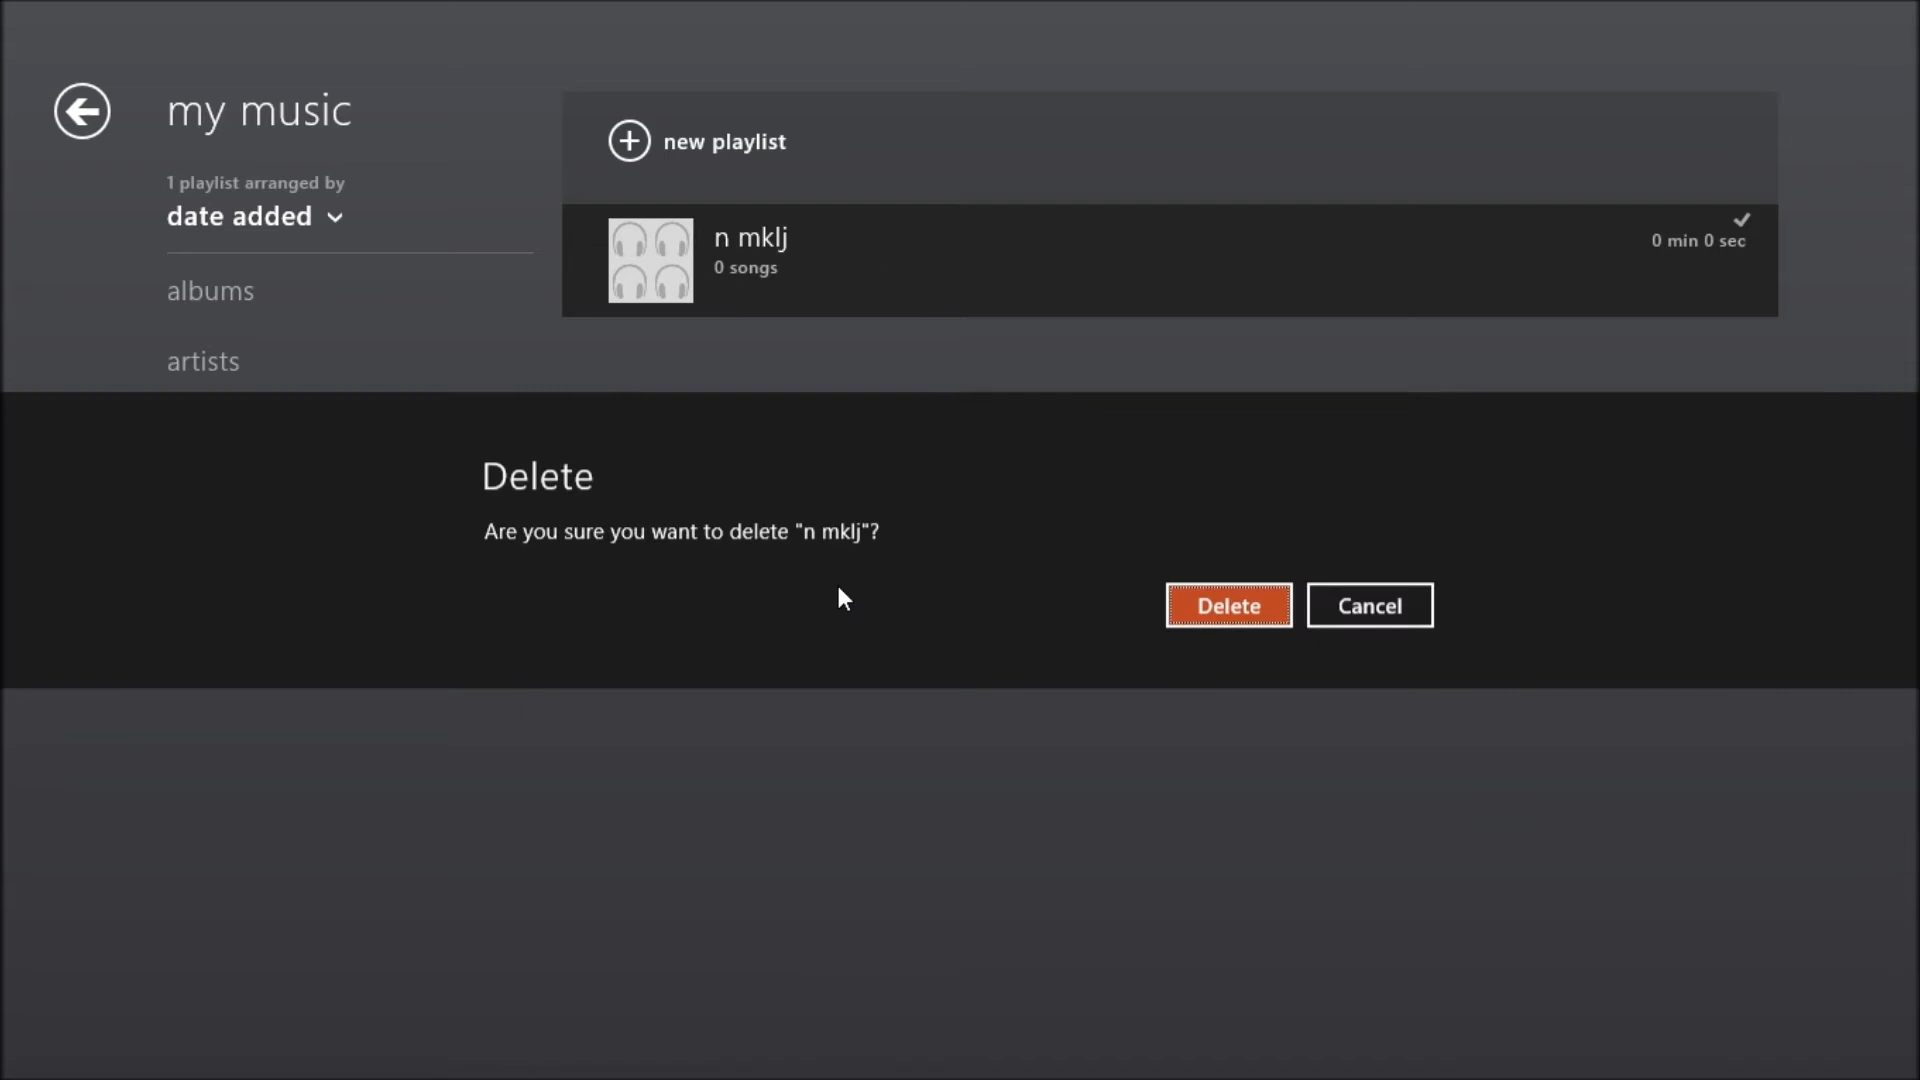 my music
1 playlist arranged by
date added
albums
artists
new playlist
n mklj
0 songs
0 min 0 sec
Delete
Are you sure you want to delete "n mklj"?
Delete
Cancel